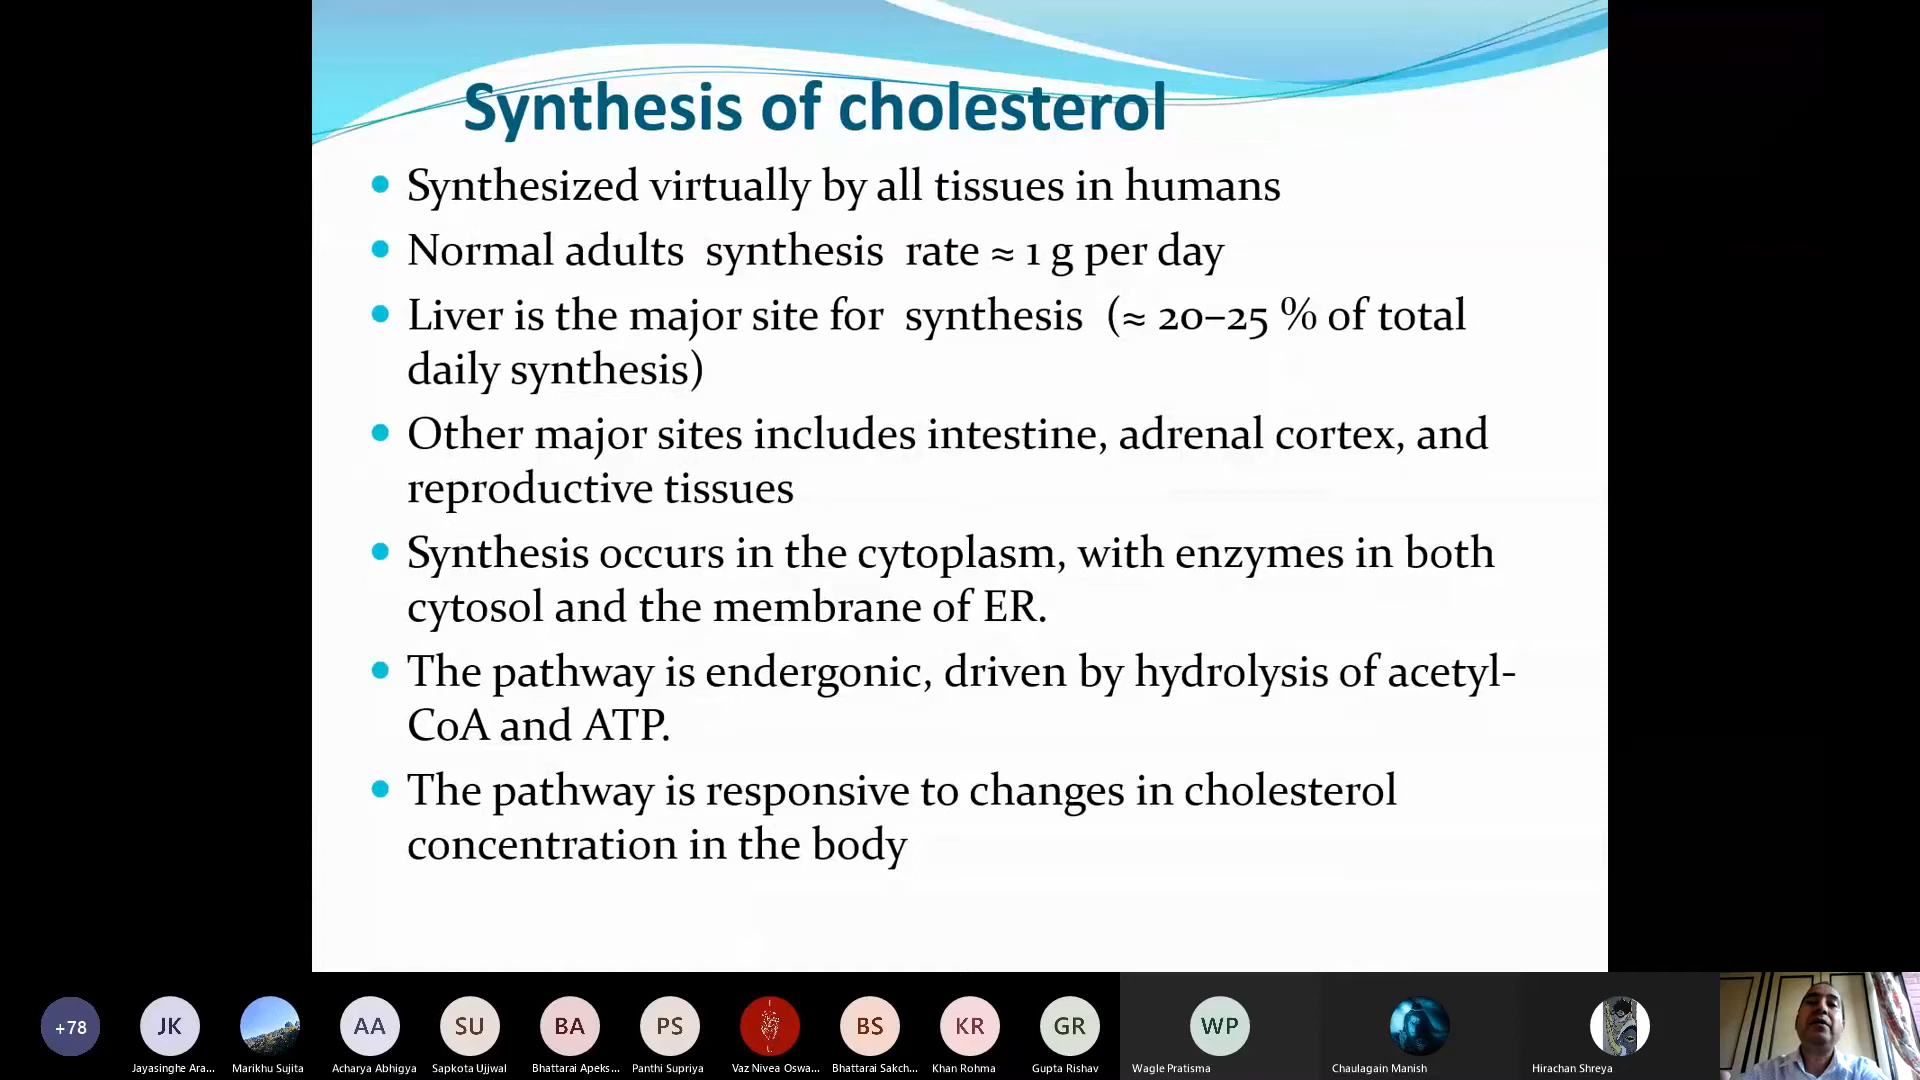 Synthesis of cholesterol
• Synthesized virtually by all tissues in humans
• Normal adults synthesis rate ≈ 1 g per day
• Liver is the major site for synthesis (≈ 20–25 % of total
daily synthesis)
• Other major sites includes intestine, adrenal cortex, and
reproductive tissues
• Synthesis occurs in the cytoplasm, with enzymes in both
cytosol and the membrane of ER.
• The pathway is endergonic, driven by hydrolysis of acetyl-
CoA and ATP.
• The pathway is responsive to changes in cholesterol
concentration in the body
+78
JK
AA
SU
BA
PS
BS
KR
GR
WP
Jayasinghe Ara...
Marikhu Sujita
Acharya Abhigya
Sapkota Ujjwal
Bhattarai Apeks...
Panthi Supriya
Vaz Nivea Oswa...
Bhattarai Sakch...
Khan Rohma
Gupta Rishav
Wagle Pratisma
Chaulagain Manish
Hirachan Shreya